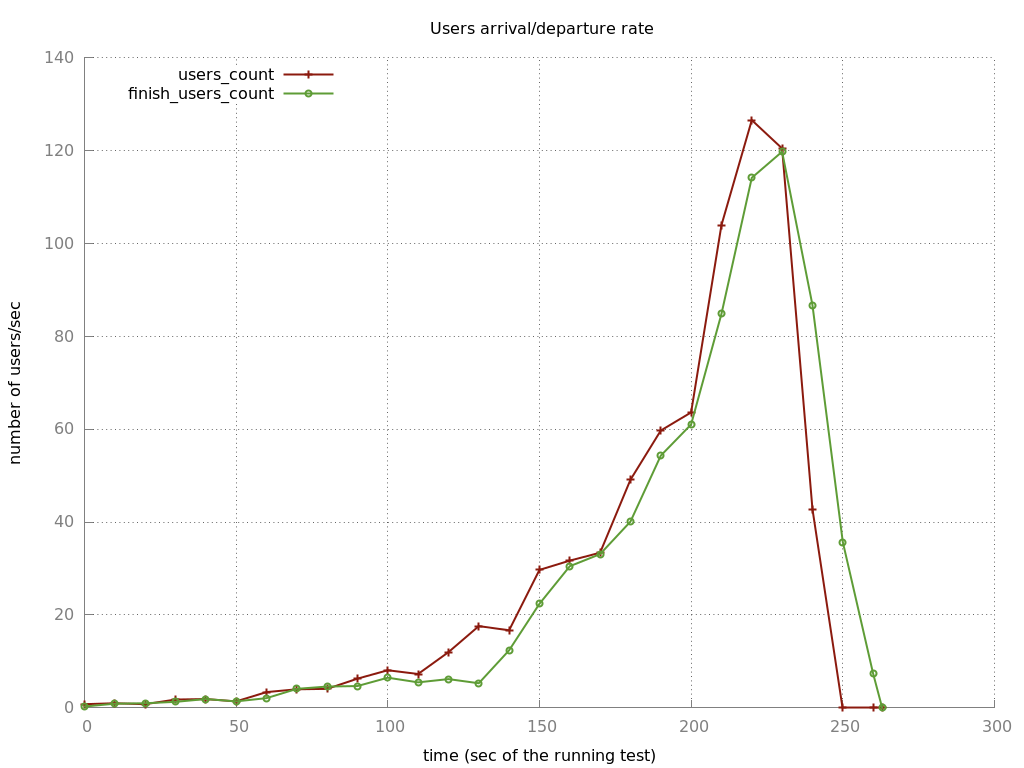 Users arrival/departure rate
140
users_count
finish_users_count
120
100
80
60
40
20
0
number of users/sec
0 50 100 150 200 250 300
time (sec of the running test)